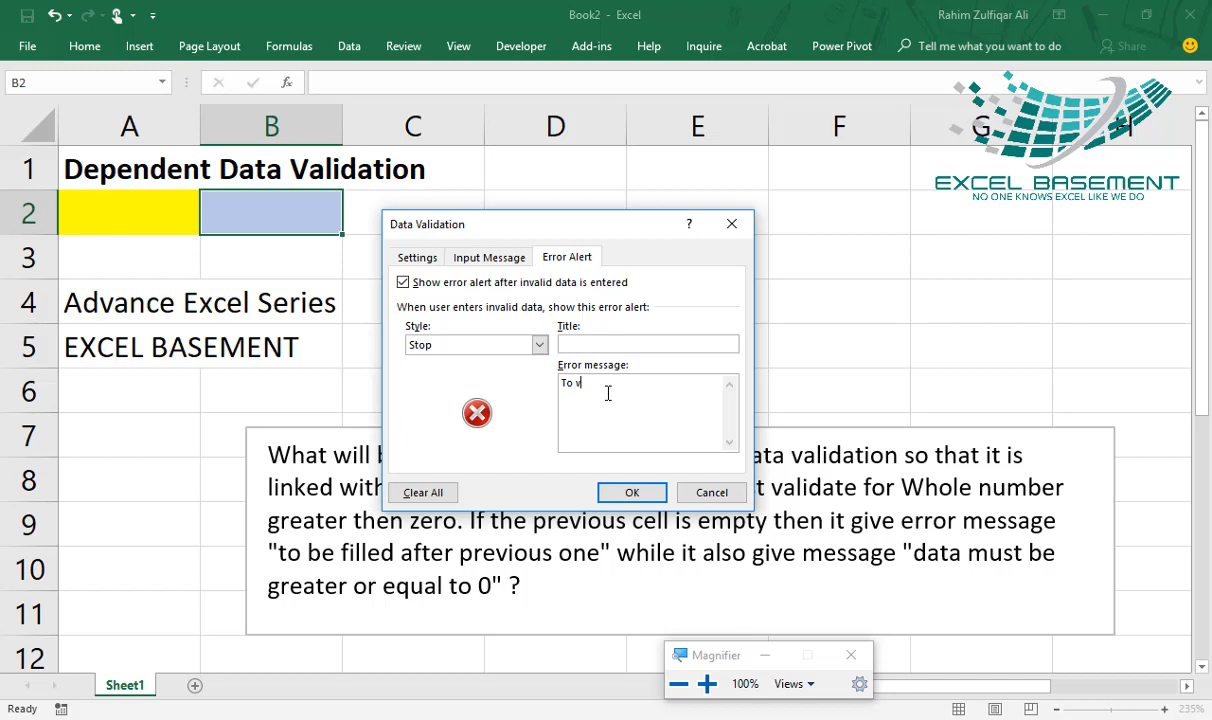 Book2 - Excel
Rahim Zulfiqar Ali
File Home Insert Page Layout Formulas Data Review View Developer Add-ins Help Inquire Acrobat Power Pivot Tell me what you want to do Share
B2 fx
A B C D E F G H
1 Dependent Data Validation
EXCEL BASEMENT
NO ONE KNOWS EXCEL LIKE WE DO
2
Data Validation ?
3
Settings Input Message Error Alert
Show error alert after invalid data is entered
4 Advance Excel Series
When user enters invalid data, show this error alert:
Style: Title:
5 EXCEL BASEMENT
Stop
Error message:
To v
6
7
What will ata validation so that it is
8
linked with t validate for Whole number
Clear All OK Cancel
9 greater then zero. If the previous cell is empty then it give error message
10 "to be filled after previous one" while it also give message "data must be
greater or equal to 0" ?
11
12
Magnifier
100% Views
Sheet1
Ready
235%